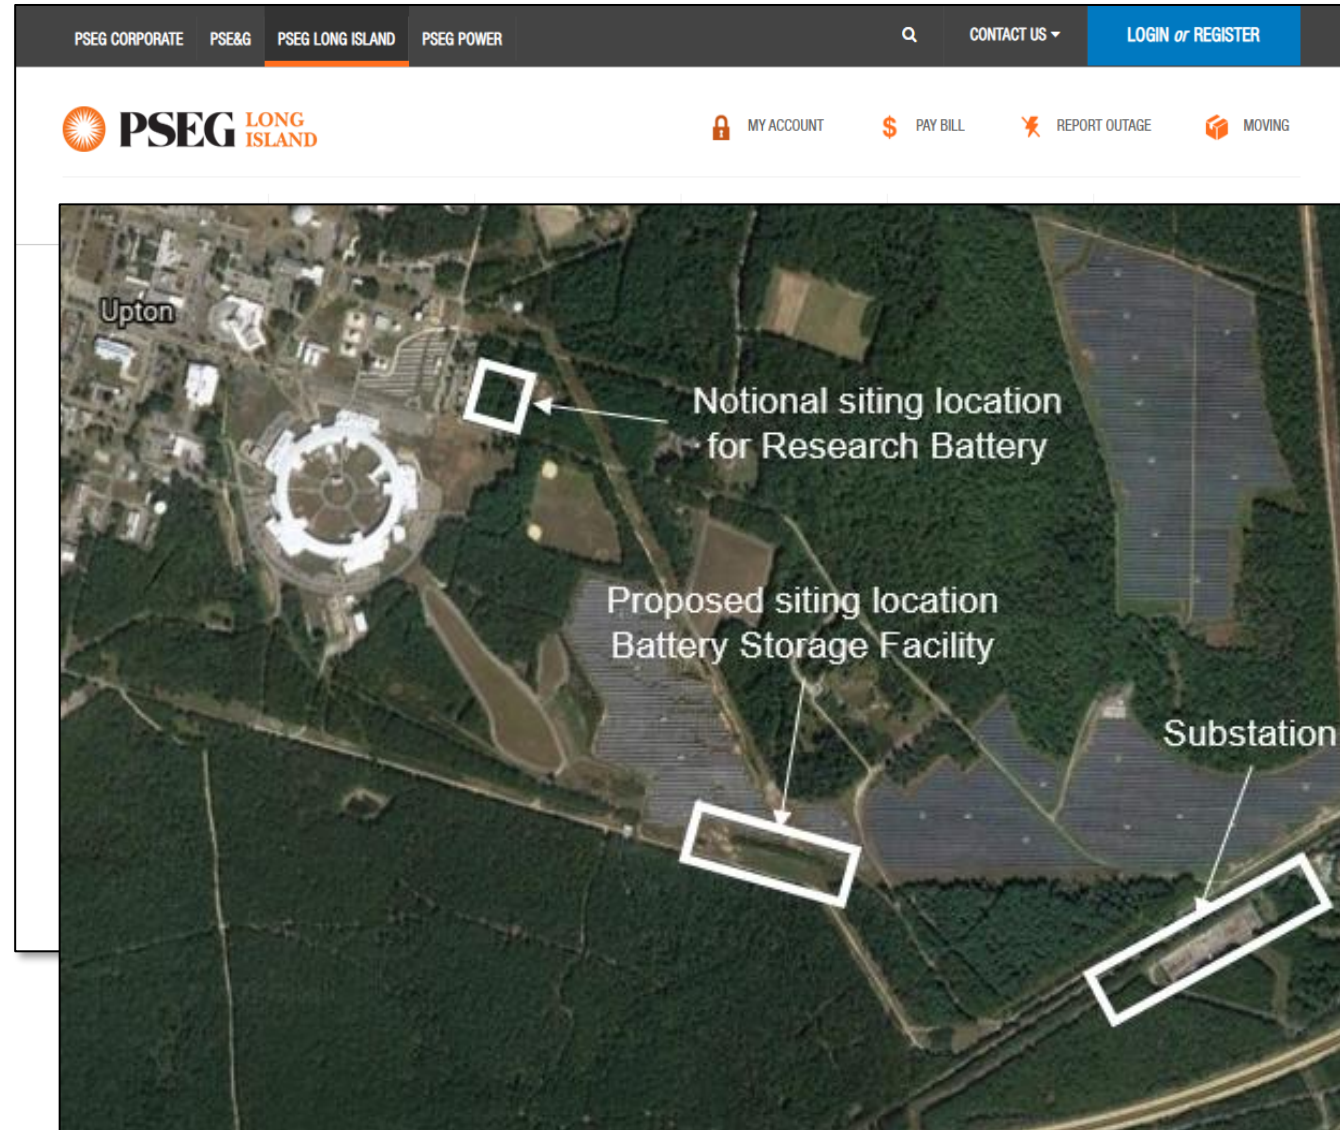 PSEG CORPORATE PSE&G PSEG LONG ISLAND PSEG POWER CONTACT US LOGIN or REGISTER
PSEG LONG ISLAND
MY ACCOUNT $ PAY BILL REPORT OUTAGE MOVING
Upton
Notional siting location
for Research Battery
Proposed siting location
Battery Storage Facility
Substation